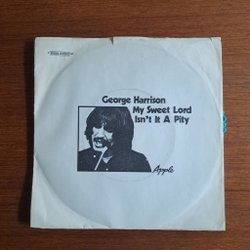 George Harrison
My Sweet Lord
Isn't It A Pity
Apple